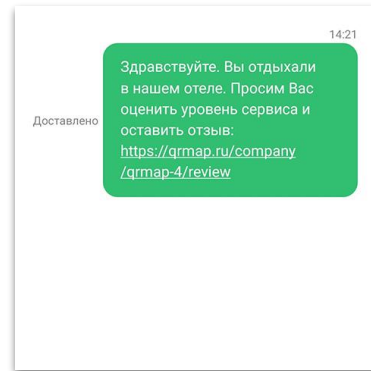 14:21
Здравствуйте. Вы отдыхали
в нашем отеле. Просим Вас
оценить уровень сервиса и
Доставлено
оставить отзыв:
https://qrmap.ru/company
/qrmap-4/review